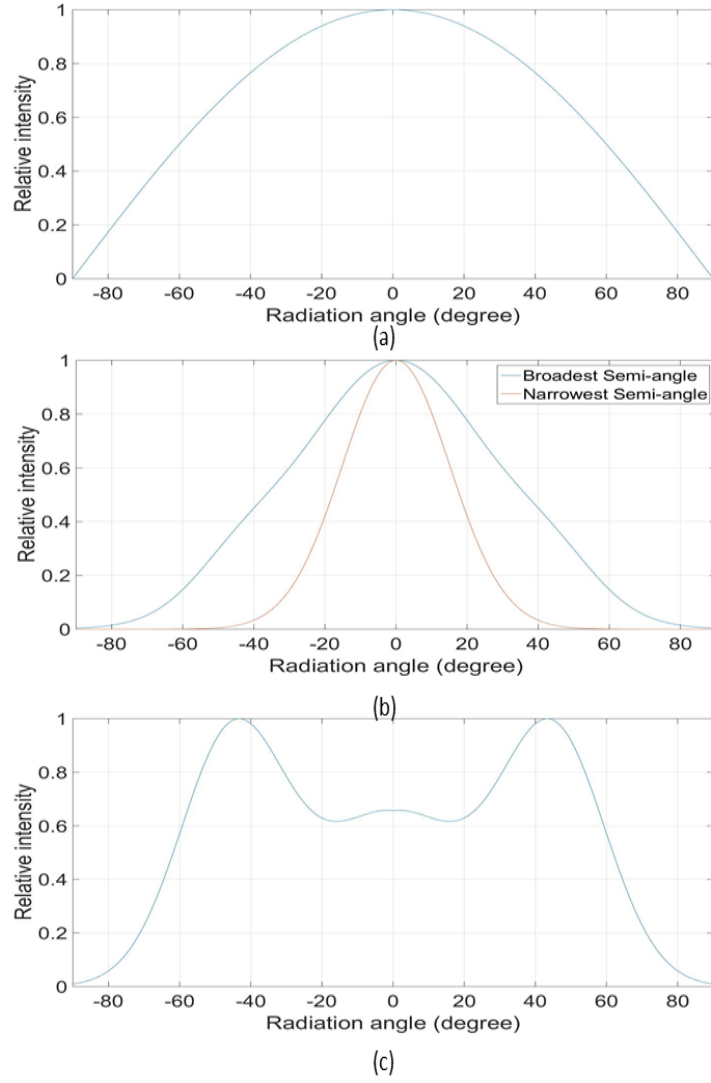 1
0.8
0.6
0.4
0.2
0
Relative intensity
-80 -60 -40 -20 0 20 40 60 80
Radiation angle (degree)
(a)
1
0.8
0.6
0.4
0.2
0
Relative intensity
Broadest Semi-angle
Narrowest Semi-angle
-80 -60 -40 -20 0 20 40 60 80
Radiation angle (degree)
(b)
1
0.8
0.6
0.4
0.2
0
Relative intensity
-80 -60 -40 -20 0 20 40 60 80
Radiation angle (degree)
(c)